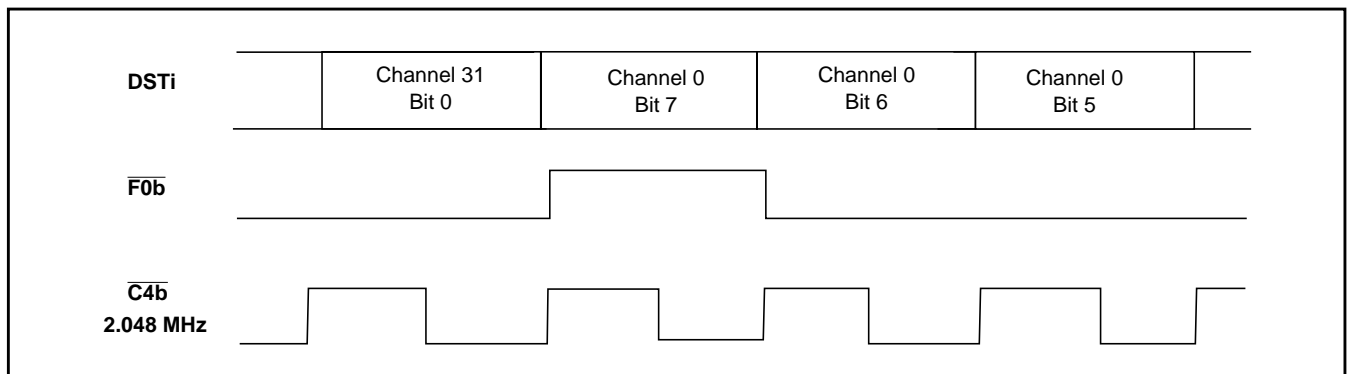 DSTi
Channel 31
Bit 0
Channel 0
Bit 7
Channel 0
Bit 6
Channel 0
Bit 5
F0b
C4b
2.048 MHz